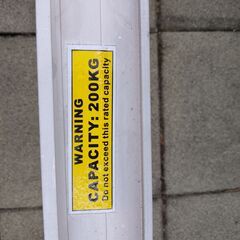 WARNING
CAPACITY: 200KG
Do not exceed this rated capacity